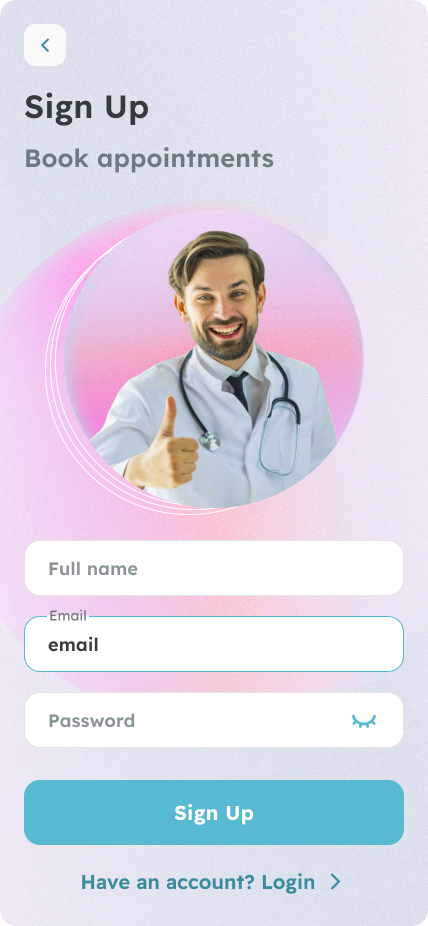 Sign Up
Book appointments
Full name
Email
email
Password
Sign Up
Have an account? Login